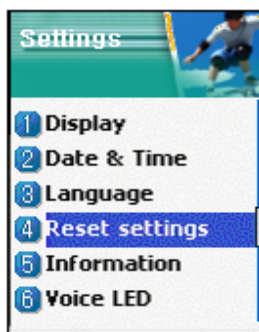 Settings
1 Display
2 Date & Time
3 Language
4 Reset settings
5 Information
6 Voice LED